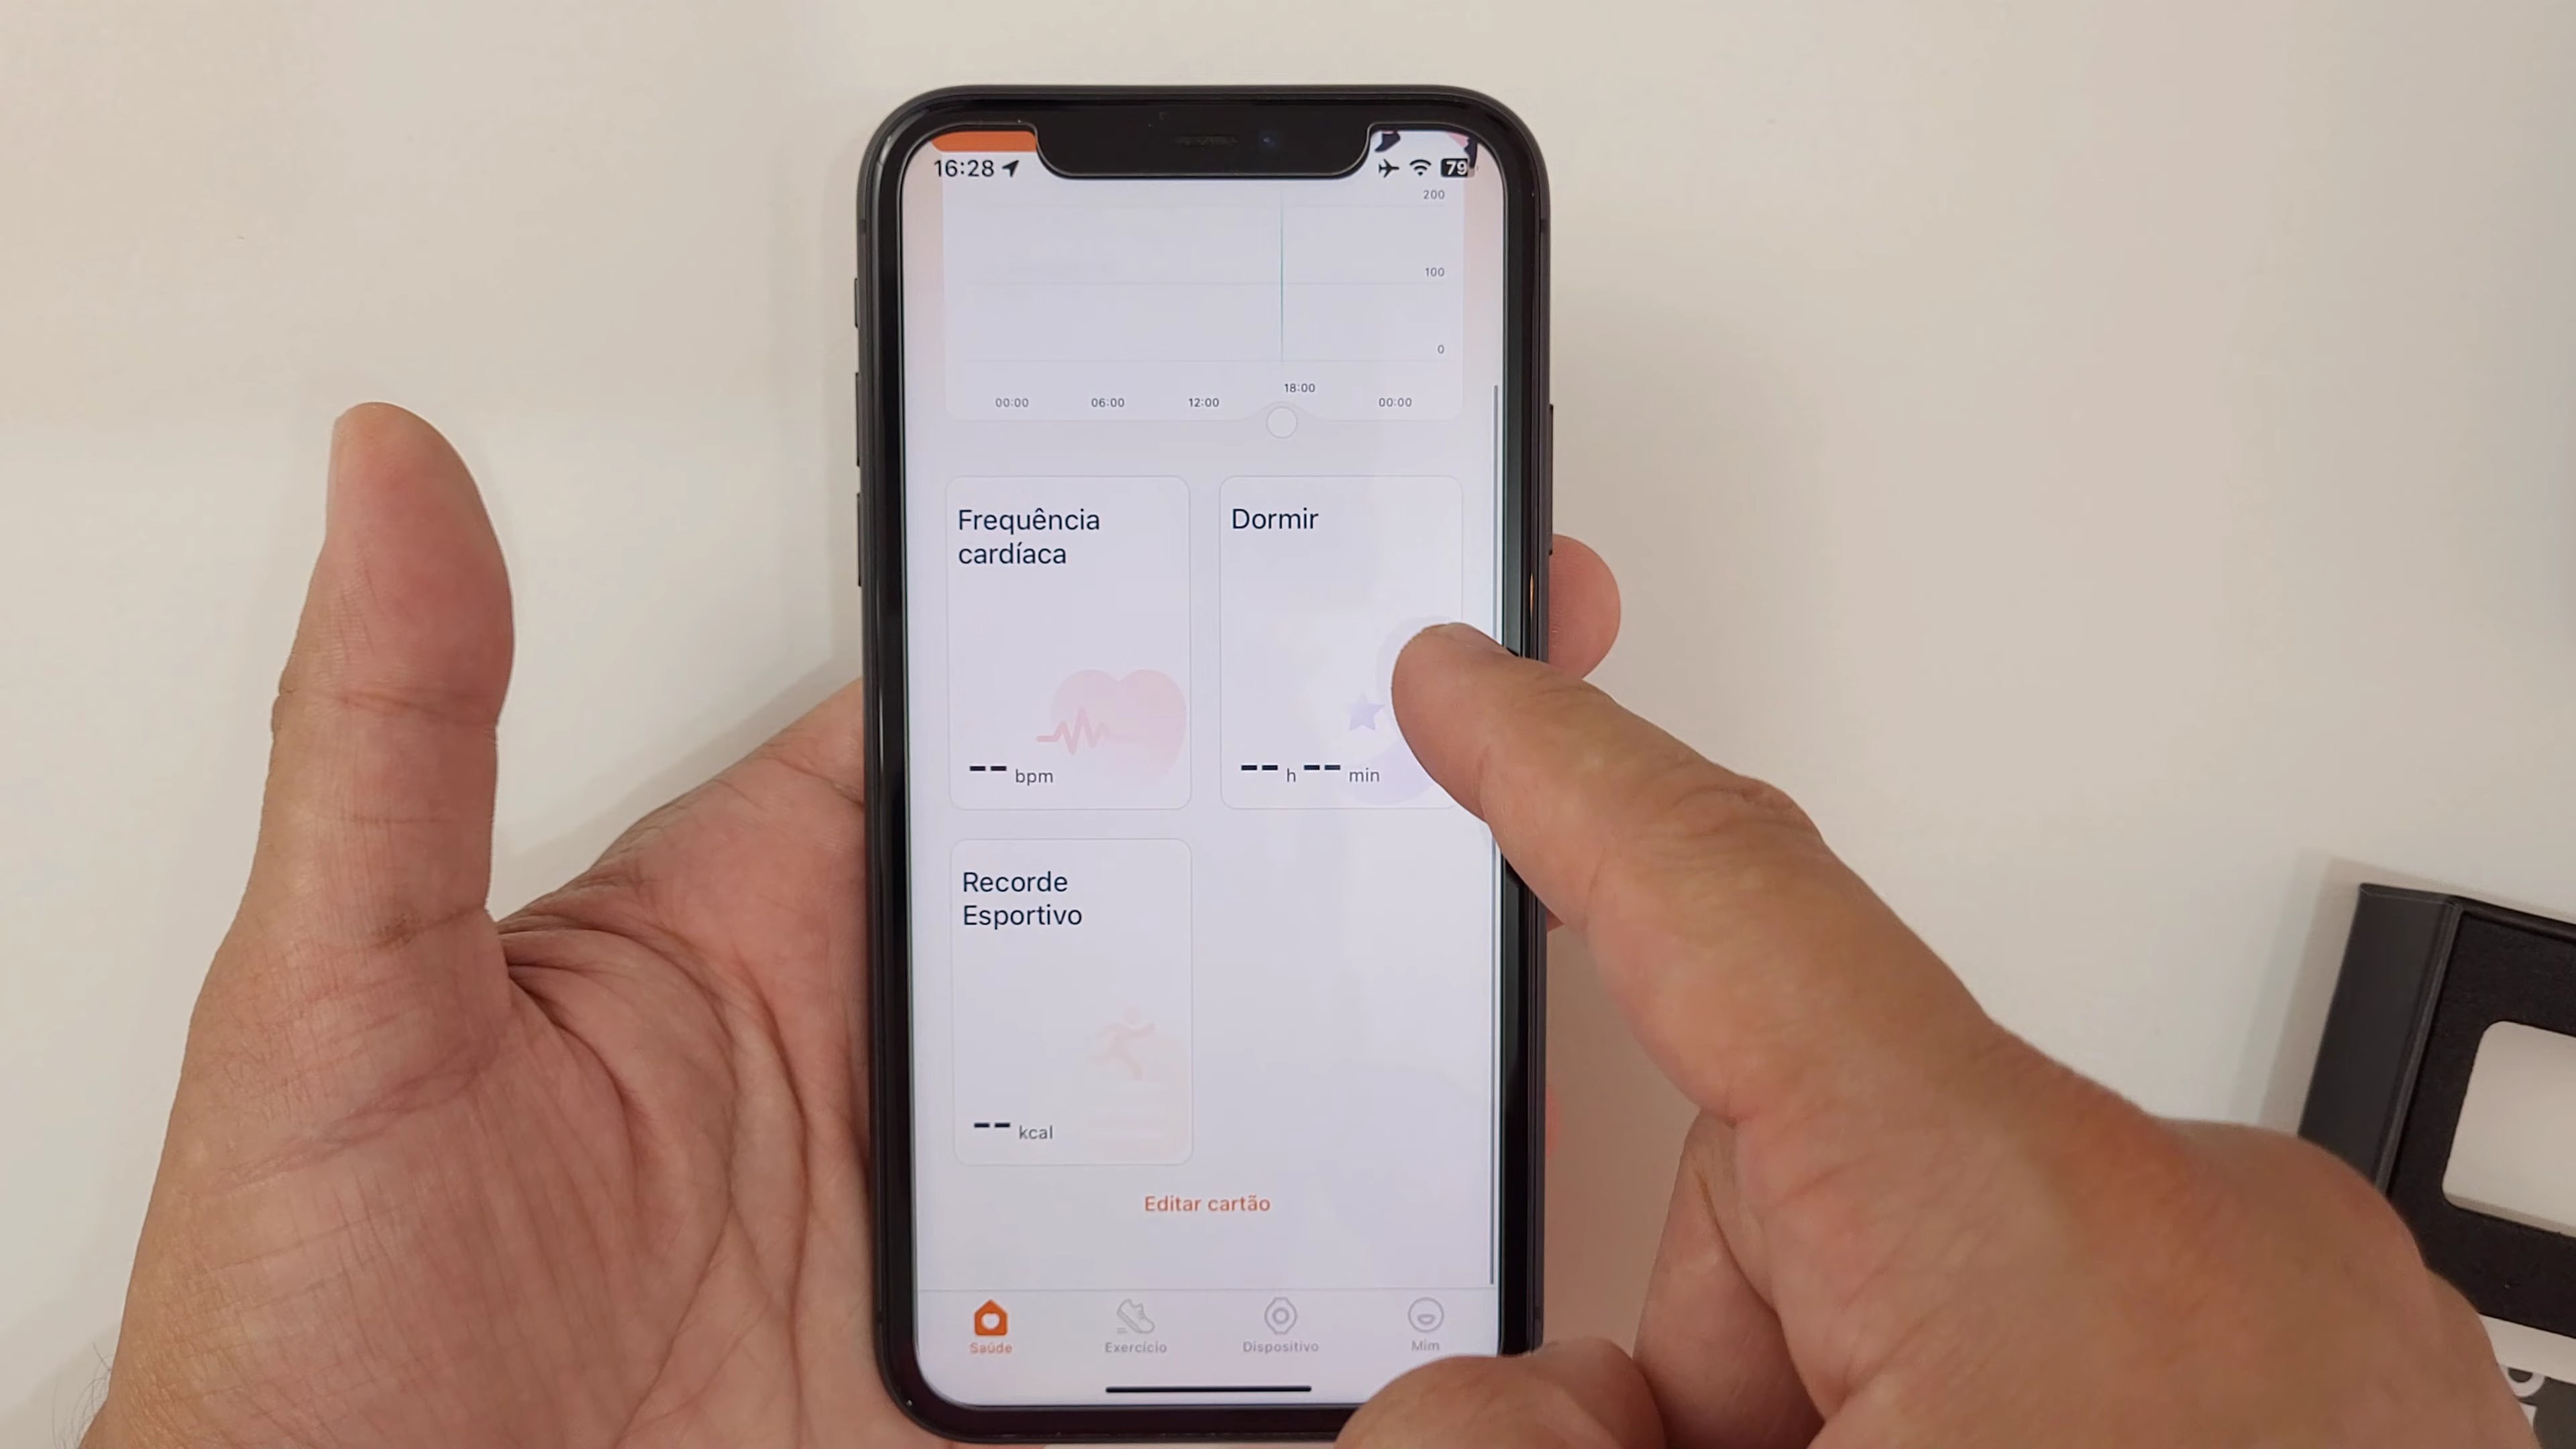 16:28
79
200
100
0
18:00
00:00 06:00 12:00 00:00
Frequência
cardíaca
-- bpm
Dormir
-- h -- min
Recorde
Esportivo
-- kcal
Editar cartão
Saúde Exercício Dispositivo Mim